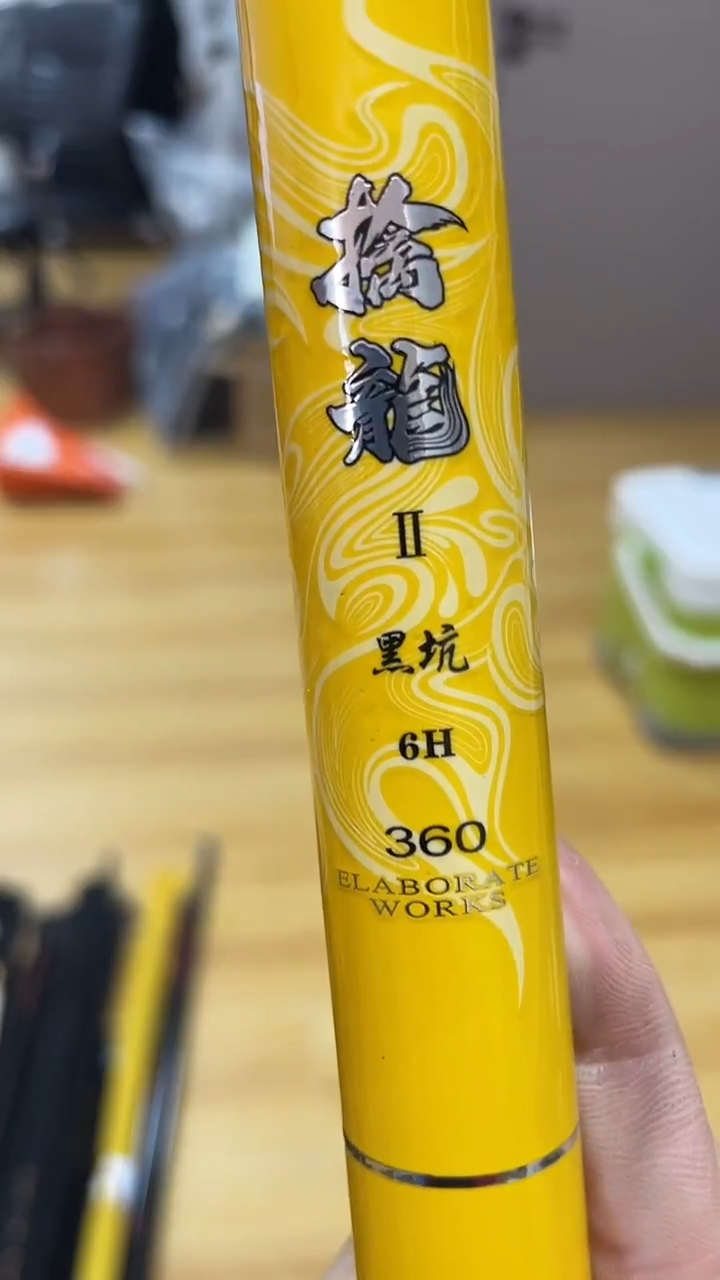 擒龍
II
黑坑
6H
360
ELABORATE
WORKS